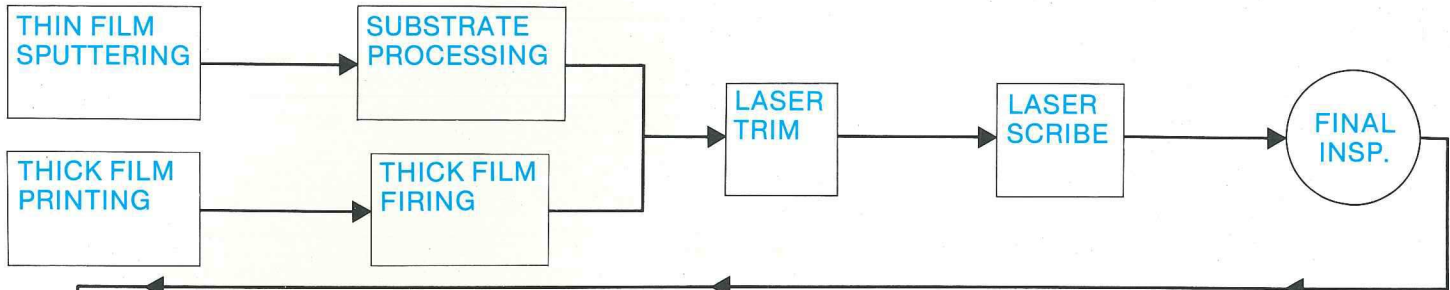 THIN FILM
SPUTTERING
SUBSTRATE
PROCESSING
THICK FILM
PRINTING
THICK FILM
FIRING
LASER
TRIM
LASER
SCRIBE
FINAL
INSP.